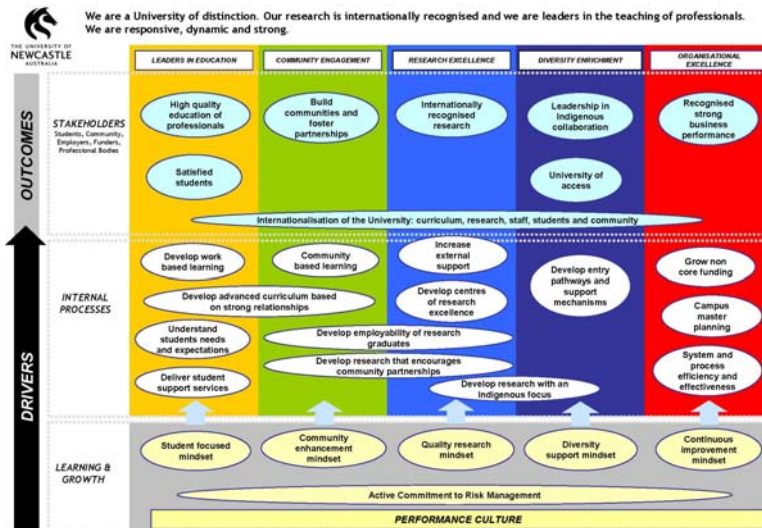 We are a University of distinction. Our research is internationally recognised and we are leaders in the teaching of professionals.
We are responsive, dynamic and strong.
THE UNIVERSITY OF
NEWCASTLE
AUSTRALIA
LEADERS IN EDUCATION
COMMUNITY ENGAGEMENT
RESEARCH EXCELLENCE
DIVERSITY ENRICHMENT
ORGANISATIONAL
EXCELLENCE
OUTCOMES
STAKEHOLDERS
Students, Community,
Employers, Funders,
Professional Bodies
High quality
education of
professionals
Build
communities and
foster
partnerships
Internationally
recognised
research
Leadership in
Indigenous
collaboration
Recognised
strong
business
performance
Satisfied
students
University of
access
Internationalisation of the University: curriculum, research, staff, students and community
DRIVERS
INTERNAL
PROCESSES
Develop work
based learning
Community
based learning
Increase
external
support
Develop entry
pathways and
support
mechanisms
Grow non
core funding
Develop advanced curriculum based
on strong relationships
Develop centres
of research
excellence
Campus
master
planning
Understand
students needs
and expectations
Develop employability of research
graduates
Develop research that encourages
community partnerships
System and
process
efficiency and
effectiveness
Deliver student
support services
Develop research with an
Indigenous focus
LEARNING &
GROWTH
Student focused
mindset
Community
enhancement
mindset
Quality research
mindset
Diversity
support mindset
Continuous
improvement
mindset
Active Commitment to Risk Management
PERFORMANCE CULTURE